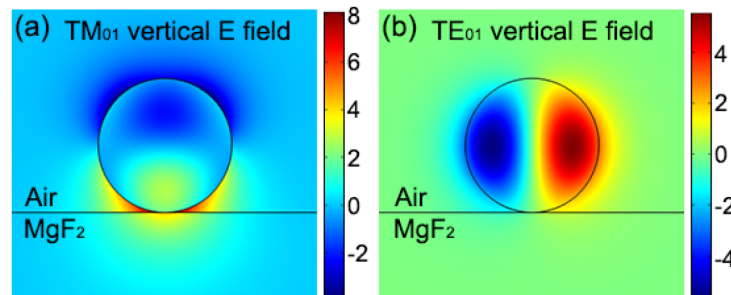 (a) TM₀₁ vertical E field
8
6
4
2
0
-2
Air
MgF₂
(b) TE₀₁ vertical E field
4
2
0
-2
-4
Air
MgF₂